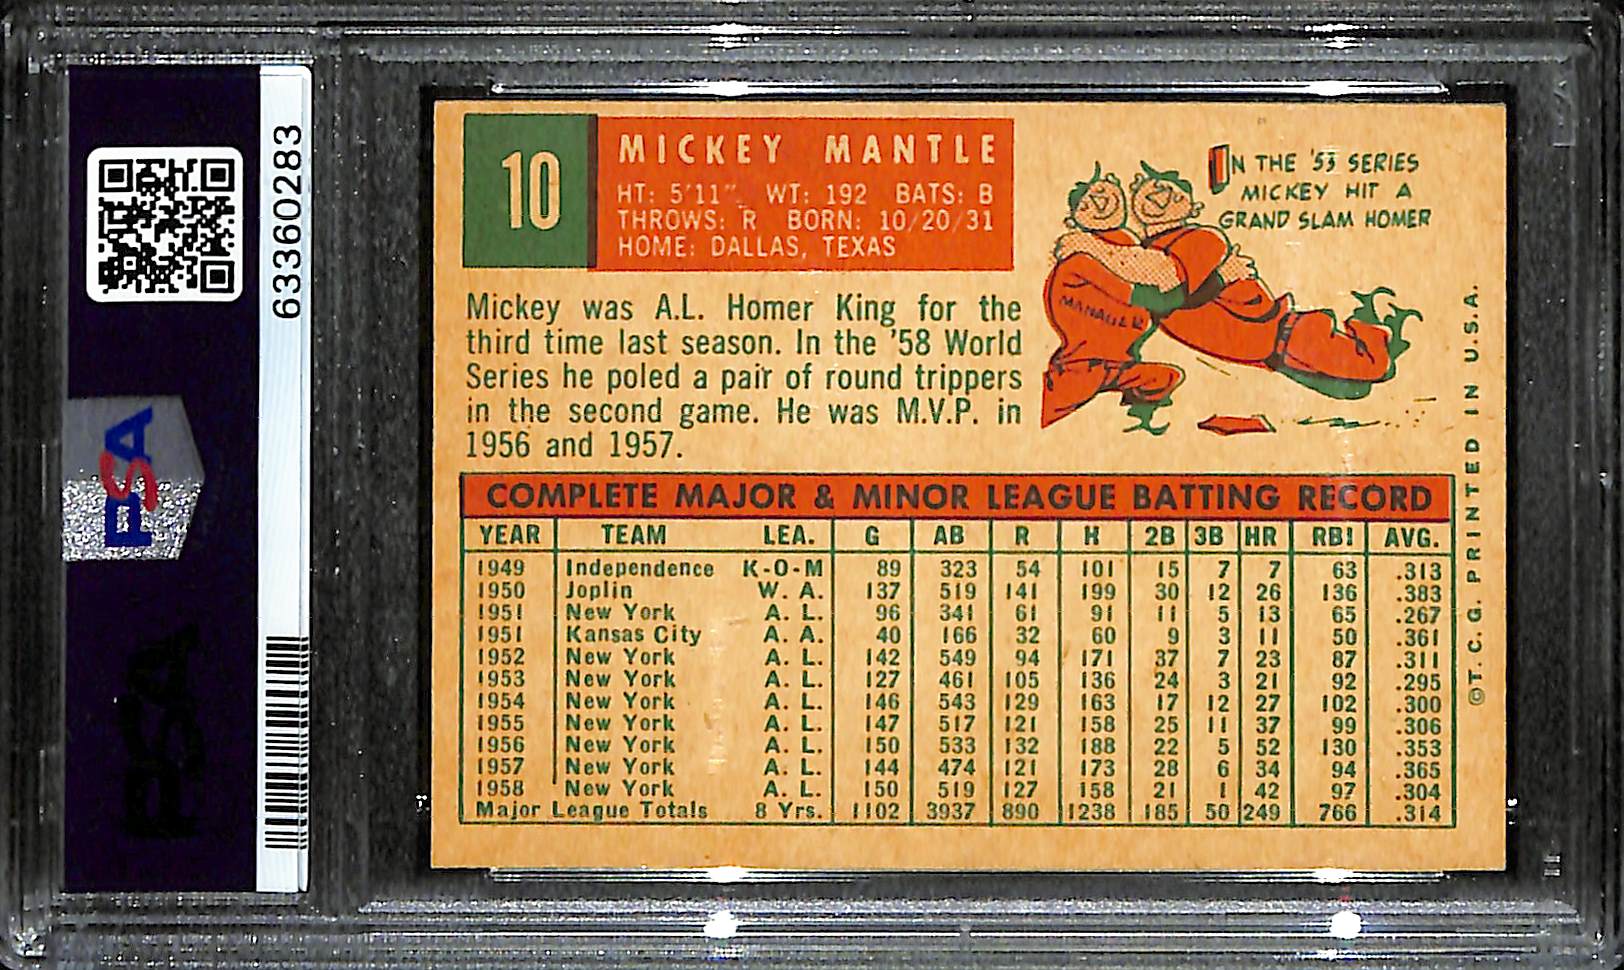 63360283
PSA
PSA
10
MICKEY MANTLE
HT: 5'11" WT: 192 BATS: B
THROWS: R BORN: 10/20/31
HOME: DALLAS, TEXAS
IN THE '53 SERIES
MICKEY HIT A
GRAND SLAM HOMER
MANAGER
Mickey was A.L. Homer King for the
third time last season. In the '58 World
Series he poled a pair of round trippers
in the second game. He was M.V.P. in
1956 and 1957.
COMPLETE MAJOR & MINOR LEAGUE BATTING RECORD
YEAR TEAM LEA. G AB R H 2B 3B HR RBI AVG.
1949 Independence K-O-M 89 323 54 101 15 7 7 63 .313
1950 Joplin W. A. 137 519 141 199 30 12 26 136 .383
1951 New York A. L. 96 341 61 91 11 5 13 65 .267
1951 Kansas City A. A. 40 166 32 60 9 3 11 50 .361
1952 New York A. L. 142 549 94 171 37 7 23 87 .311
1953 New York A. L. 127 461 105 136 24 3 21 92 .295
1954 New York A. L. 146 543 129 163 17 12 27 102 .300
1955 New York A. L. 147 517 121 158 25 11 37 99 .306
1956 New York A. L. 150 533 132 188 22 5 52 130 .353
1957 New York A. L. 144 474 121 173 28 6 34 94 .365
1958 New York A. L. 150 519 127 158 21 1 42 97 .304
Major League Totals 8 Yrs. 1102 3937 890 1238 185 50 249 766 .314
©T. C. G. PRINTED IN U.S.A.